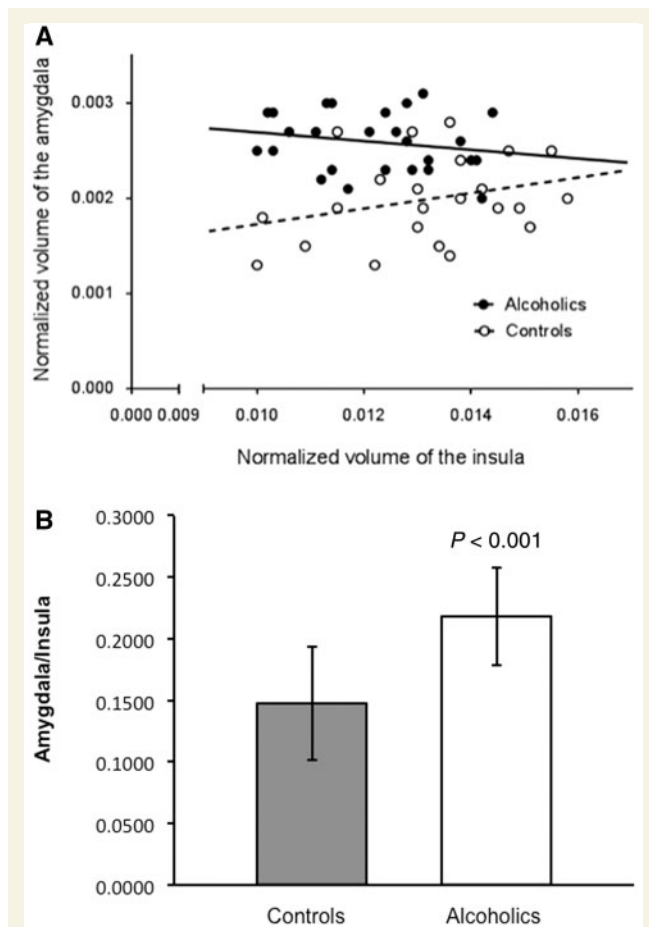 A
Normalized volume of the amygdala
0.003
0.002
0.001
0.000
Alcoholics
Controls
0.000 0.009 0.010 0.012 0.014 0.016
Normalized volume of the insula
B
Amygdala/Insula
0.3000
0.2500
0.2000
0.1500
0.1000
0.0500
0.0000
P < 0.001
Controls Alcoholics